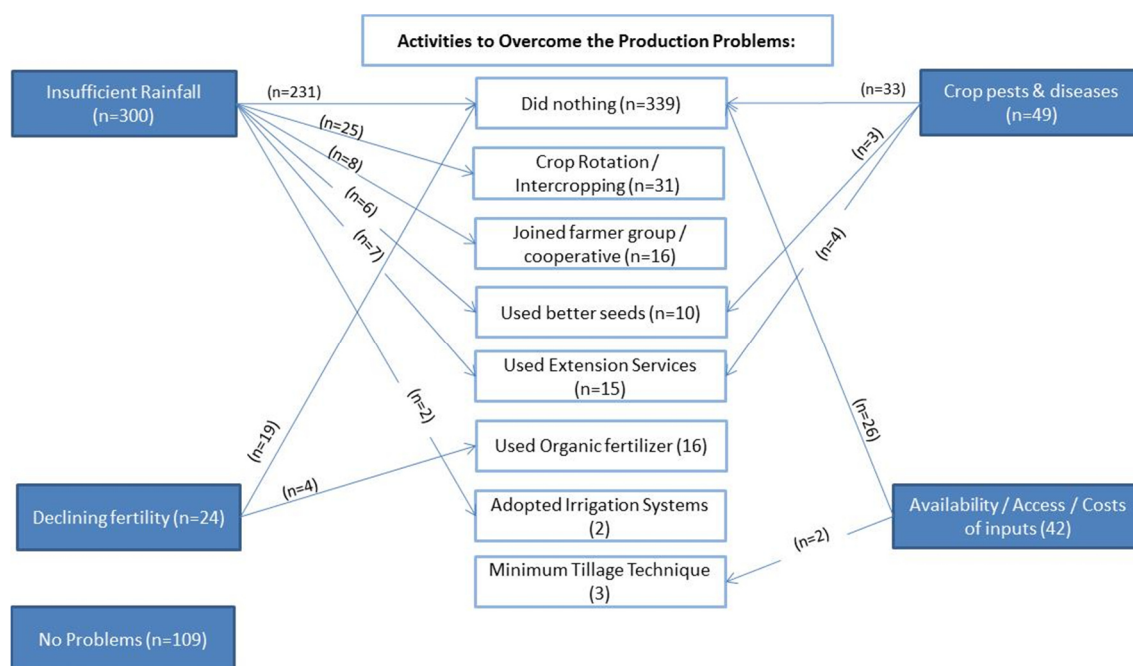 Activities to Overcome the Production Problems:
Insufficient Rainfall
(n=300)
(n=231)
Did nothing (n=339)
(n=33)
Crop pests & diseases
(n=49)
(n=25)
(n=3)
(n=8)
Crop Rotation /
Intercropping (n=31)
(n=6)
(n=7)
Joined farmer group /
cooperative (n=16)
(n=4)
Used better seeds (n=10)
Used Extension Services
(n=15)
(n=2)
(n=26)
(n=19)
Used Organic fertilizer (16)
(n=4)
Declining fertility (n=24)
Adopted Irrigation Systems
(2)
Availability / Access / Costs
of inputs (42)
(n=2)
Minimum Tillage Technique
(3)
No Problems (n=109)